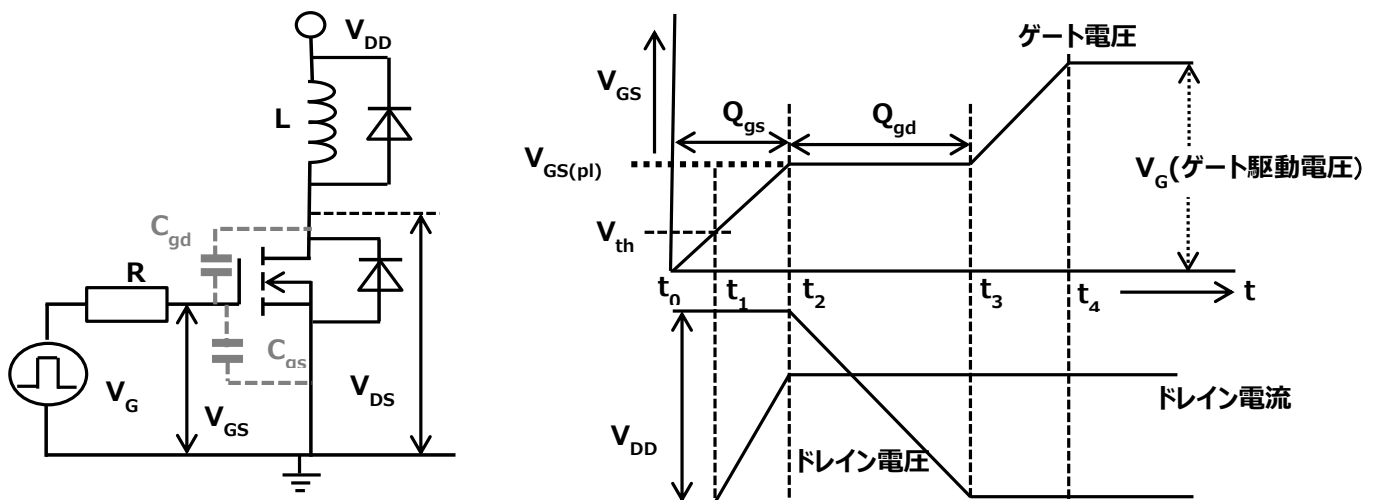 V_DD
L
C_gd
R
C_gs
V_G
V_GS
V_DS
ゲート電圧
V_GS
Q_gs
Q_gd
V_GS(pl)
V_G(ゲート駆動電圧)
V_th
t_0
t_1
t_2
t_3
t_4
t
ドレイン電流
V_DD
ドレイン電圧